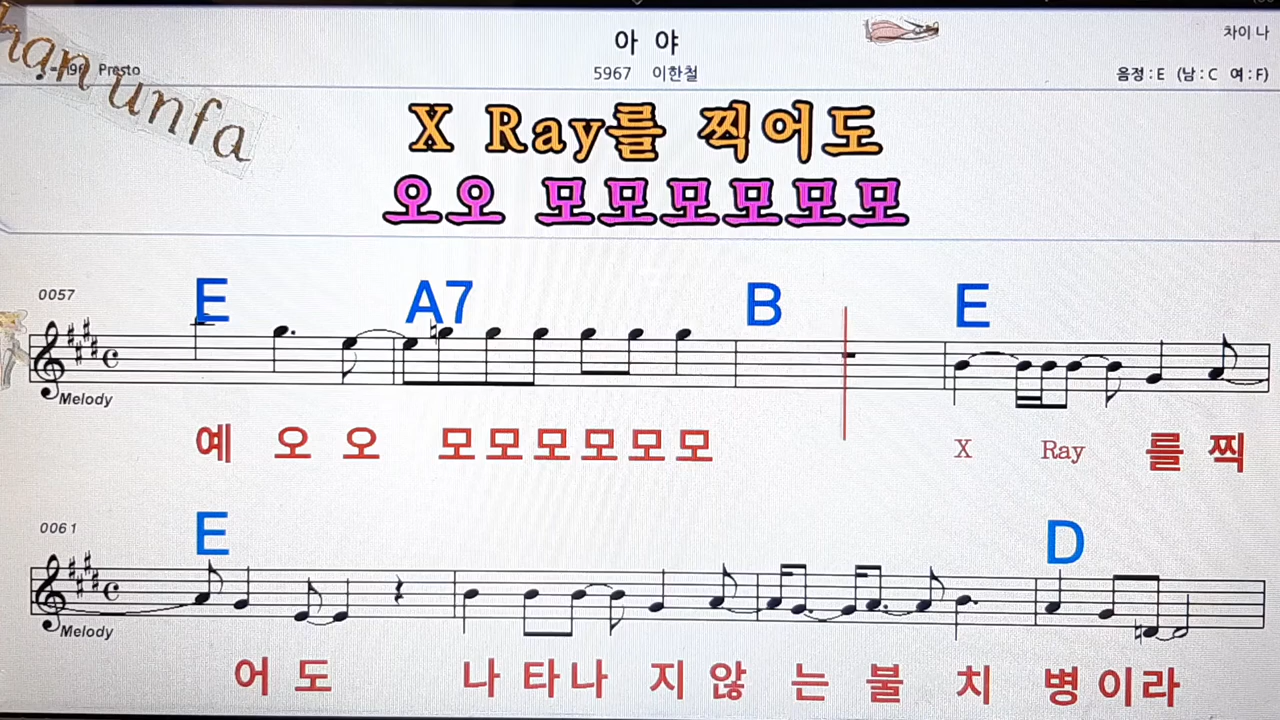 han unfa
아 야
차이 나
Presto
5967 이한철
음정 : E (남 : C 여 : F)
X Ray를 찍어도
오오 모모모모모모
0057
E A7 B E
Melody
예 오 오 모모모모모모 X Ray 를 찍
0061
E D
Melody
어 도 나 타나 지 않 는 불 치 병 이라